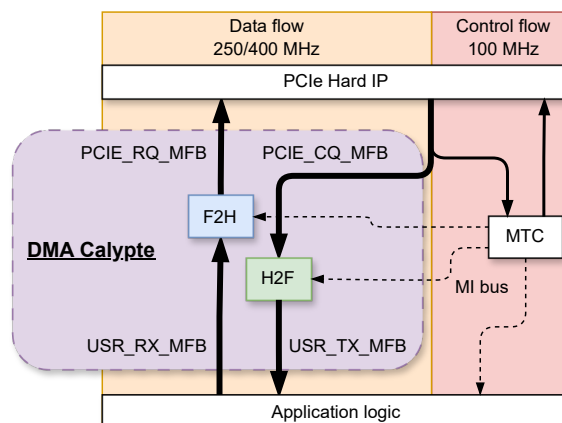 Data flow
250/400 MHz
Control flow
100 MHz
PCIe Hard IP
PCIE_RQ_MFB
PCIE_CQ_MFB
F2H
MTC
DMA Calypte
H2F
MI bus
USR_RX_MFB
USR_TX_MFB
Application logic